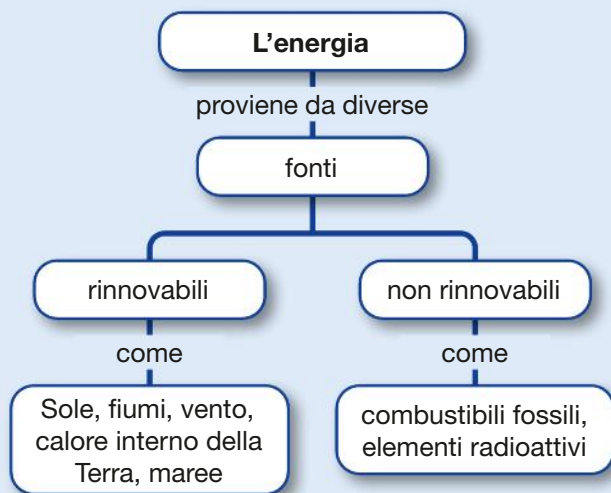 L'energia
proviene da diverse
fonti
rinnovabili
non rinnovabili
come
come
Sole, fiumi, vento,
calore interno della
Terra, maree
combustibili fossili,
elementi radioattivi